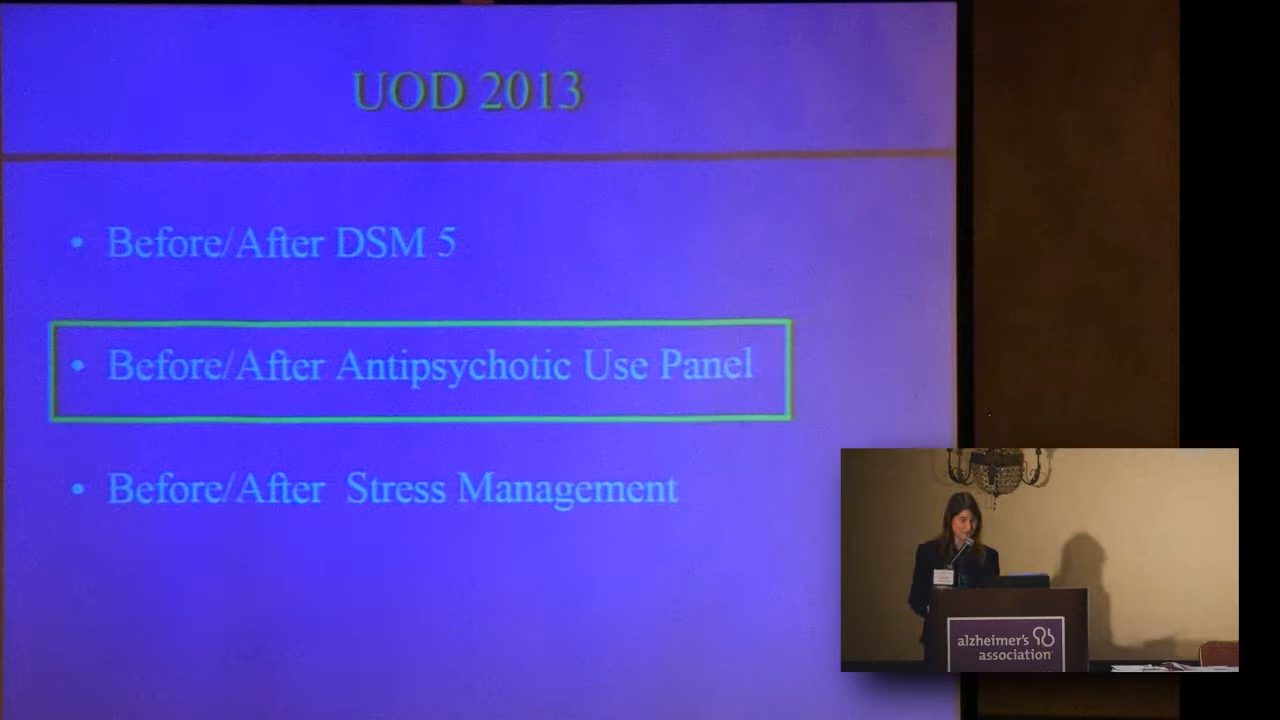 UOD 2013
• Before/After DSM 5
• Before/After Antipsychotic Use Panel
• Before/After Stress Management
alzheimer's
association